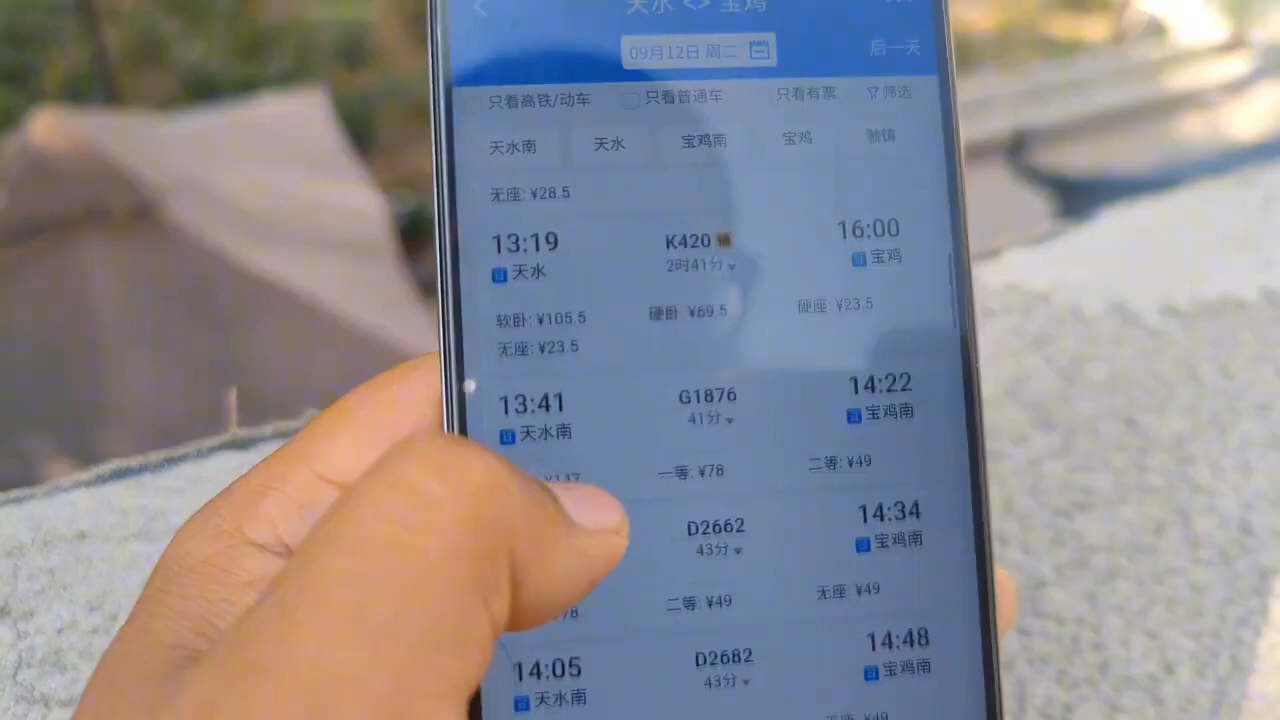 天水 <> 宝鸡
09月12日 周二
后一天
只看高铁/动车 只看普通车 只看有票 筛选
天水南 天水 宝鸡南 宝鸡
无座: ¥28.5
13:19 K420 16:00
天水 2时41分 宝鸡
软卧: ¥105.5 硬卧: ¥69.5 硬座: ¥23.5
无座: ¥23.5
13:41 G1876 14:22
天水南 41分 宝鸡南
¥147 一等: ¥78 二等: ¥49
D2662 14:34
43分 宝鸡南
二等: ¥49 无座: ¥49
14:05 D2682 14:48
天水南 43分 宝鸡南